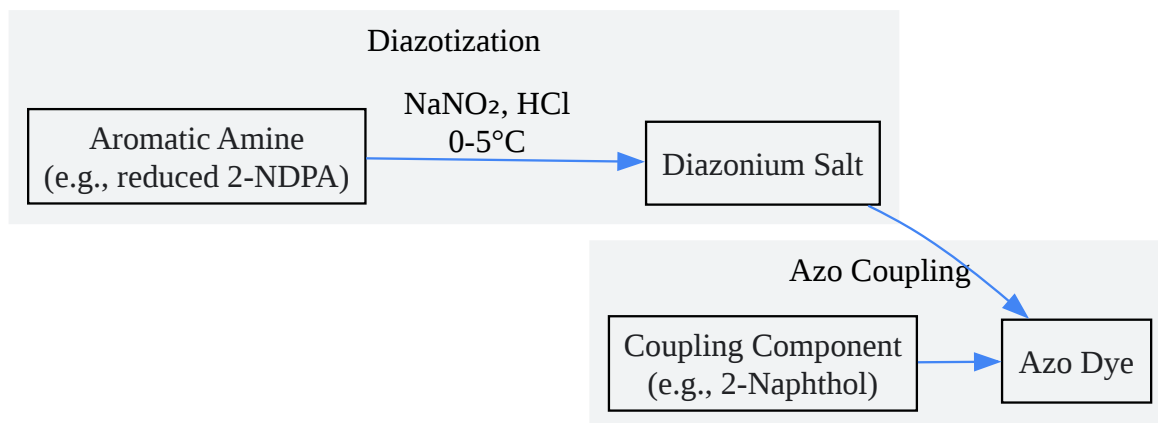 Diazotization
NaNO₂, HCl
0-5°C
Aromatic Amine
(e.g., reduced 2-NDPA)
Diazonium Salt
Azo Coupling
Coupling Component
(e.g., 2-Naphthol)
Azo Dye